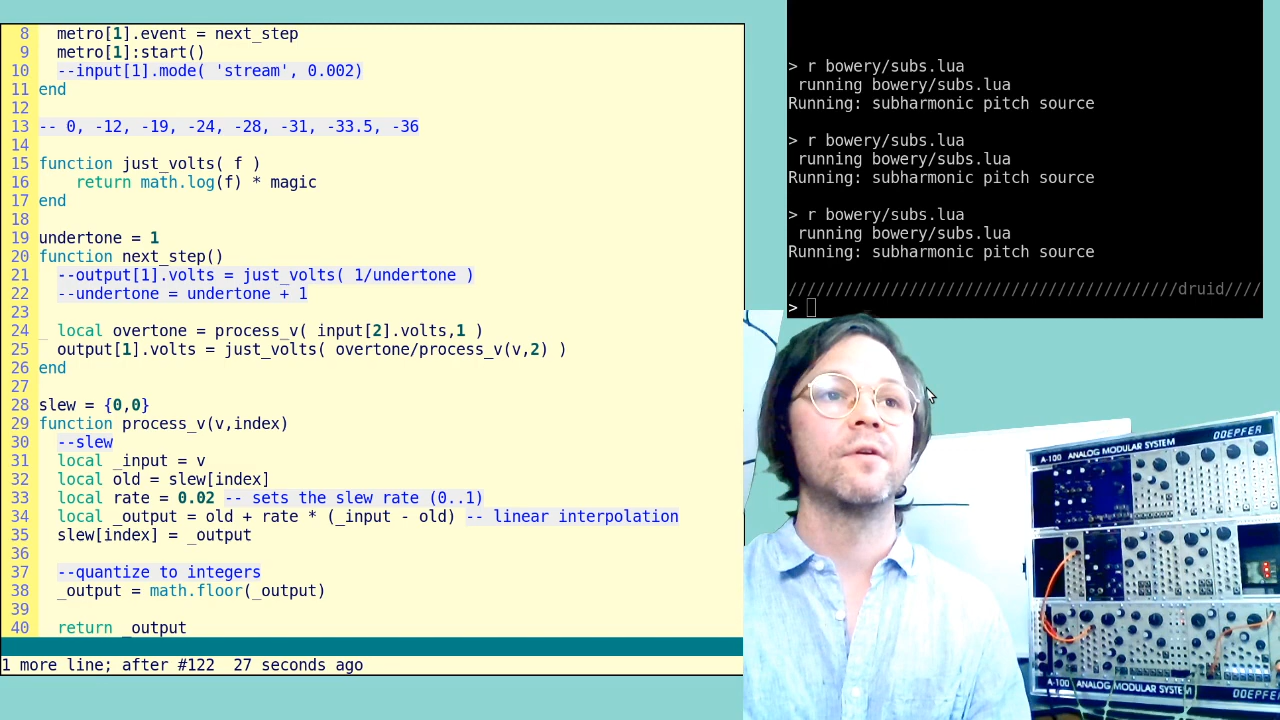 8   metro[1].event = next_step
9   metro[1]:start()
10   --input[1].mode( 'stream', 0.002)
11 end
12
13 -- 0, -12, -19, -24, -28, -31, -33.5, -36
14
15 function just_volts( f )
16     return math.log(f) * magic
17 end
18
19 undertone = 1
20 function next_step()
21   --output[1].volts = just_volts( 1/undertone )
22   --undertone = undertone + 1
23
24   local overtone = process_v( input[2].volts,1 )
25   output[1].volts = just_volts( overtone/process_v(v,2) )
26 end
27
28 slew = {0,0}
29 function process_v(v,index)
30   --slew
31   local _input = v
32   local old = slew[index]
33   local rate = 0.02 -- sets the slew rate (0..1)
34   local _output = old + rate * (_input - old) -- linear interpolation
35   slew[index] = _output
36
37   --quantize to integers
38   _output = math.floor(_output)
39
40   return _output
1 more line; after #122  27 seconds ago
> r bowery/subs.lua
 running bowery/subs.lua
Running: subharmonic pitch source
> r bowery/subs.lua
 running bowery/subs.lua
Running: subharmonic pitch source
> r bowery/subs.lua
 running bowery/subs.lua
Running: subharmonic pitch source
//////////////////////////////////////////druid////
>
A-100 ANALOG MODULAR SYSTEM DOEPFER
A-100 ANALOG MODULAR SYSTEM DOEPFER